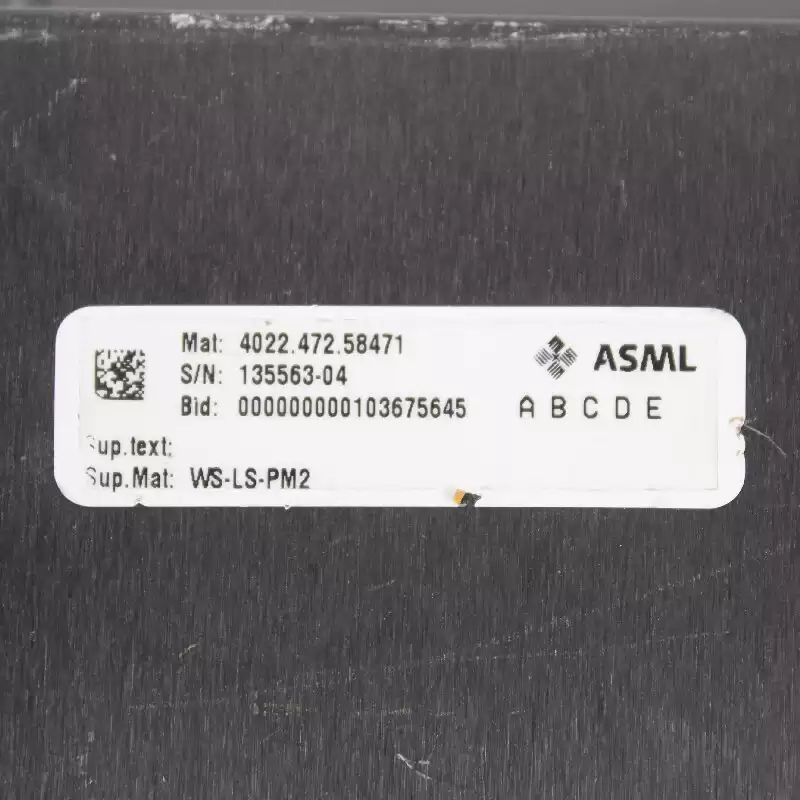 Mat: 4022.472.58471
S/N: 135563-04
Bid: 000000000103675645
ASML
A B C D E
Sup.text:
Sup.Mat: WS-LS-PM2